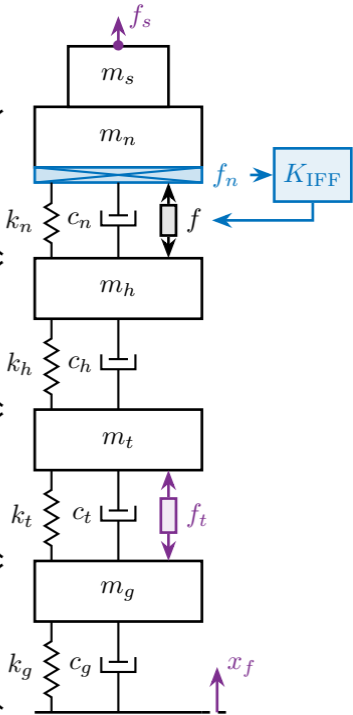 f_s
m_s
m_n
f_n K_IFF
k_n c_n f
m_h
k_h c_h
m_t
k_t c_t f_t
m_g
k_g c_g x_f